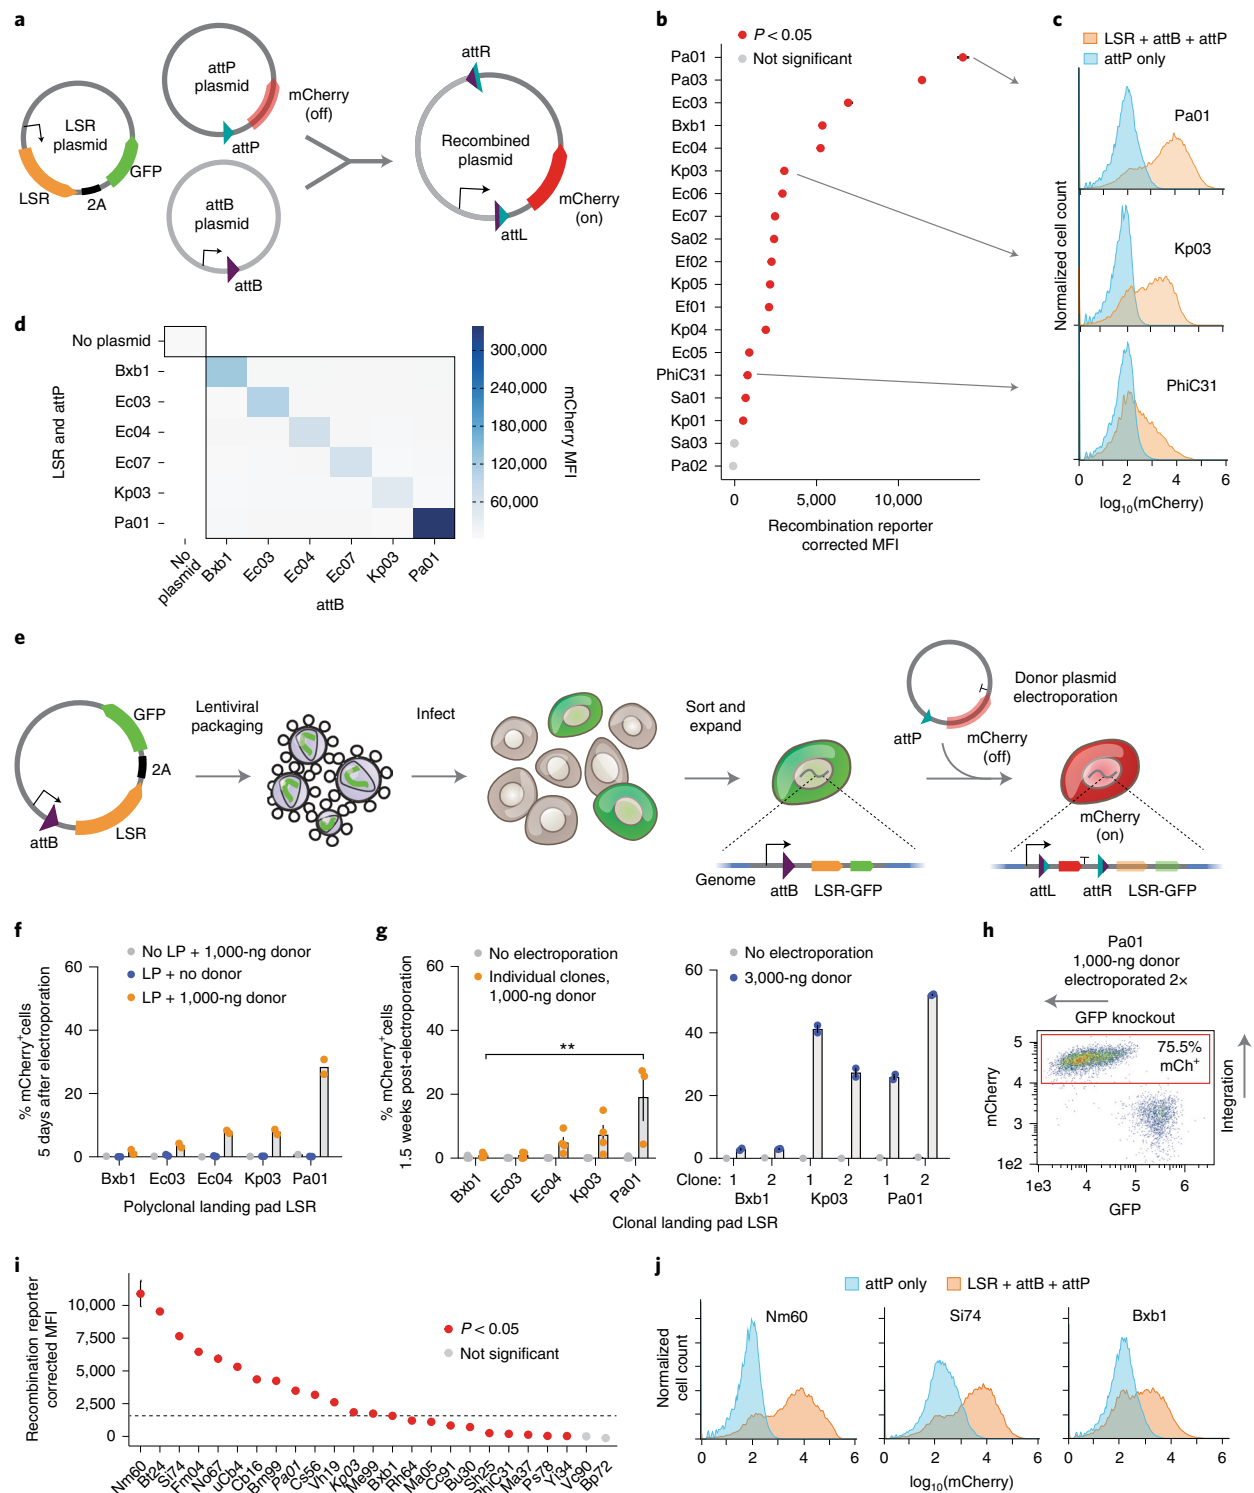 a
LSR
plasmid
LSR
2A
GFP
attP
plasmid
mCherry
(off)
attP
attB
plasmid
attB
attR
Recombined
plasmid
attL
mCherry
(on)
b
P < 0.05
Not significant
Pa01
Pa03
Ec03
Bxb1
Ec04
Kp03
Ec06
Ec07
Sa02
Ef02
Kp05
Ef01
Kp04
Ec05
PhiC31
Sa01
Kp01
Sa03
Pa02
0 5,000 10,000
Recombination reporter
corrected MFI
c
LSR + attB + attP
attP only
Pa01
Kp03
PhiC31
Normalized cell count
0 2 4 6
log10(mCherry)
d
LSR and attP
No plasmid
Bxb1
Ec03
Ec04
Ec07
Kp03
Pa01
No
plasmid
Bxb1
Ec03
Ec04
Ec07
Kp03
Pa01
attB
300,000
240,000
180,000
120,000
60,000
mCherry MFI
e
GFP
2A
LSR
attB
Lentiviral
packaging
Infect
Sort and
expand
Genome
attB
LSR-GFP
attP
mCherry
(off)
Donor plasmid
electroporation
mCherry
(on)
attL
attR
LSR-GFP
f
No LP + 1,000-ng donor
LP + no donor
LP + 1,000-ng donor
% mCherry+cells
5 days after electroporation
60
40
20
0
Bxb1 Ec03 Ec04 Kp03 Pa01
Polyclonal landing pad LSR
g
No electroporation
Individual clones,
1,000-ng donor
% mCherry+cells
1.5 weeks post-electroporation
60
40
20
0
**
Bxb1
Ec03
Ec04
Kp03
Pa01
No electroporation
3,000-ng donor
60
40
20
0
Clone: 1 2 1 2 1 2
Bxb1 Kp03 Pa01
Clonal landing pad LSR
h
Pa01
1,000-ng donor
electroporated 2×
GFP knockout
75.5%
mCh+
mCherry
5
4
3
1e2
1e3 4 5 6
GFP
Integration
i
Recombination reporter
corrected MFI
10,000
7,500
5,000
2,500
0
P < 0.05
Not significant
Nm60
Bt24
Si74
Fm04
No67
uCb4
Cb16
Bm99
Pa01
Cs56
Vh19
Kp03
Me99
Bxb1
Rh64
Ma05
Cc91
Bu30
Sh25
PhiC31
Ma37
Ps78
Yi34
Vc90
Bp72
j
attP only
LSR + attB + attP
Normalized
cell count
Nm60
Si74
Bxb1
0 2 4 6
0 2 4 6
0 2 4 6
log10(mCherry)